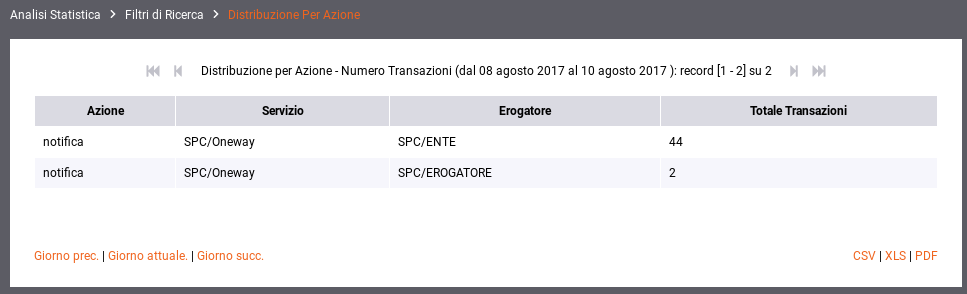 Analisi Statistica > Filtri di Ricerca > Distribuzione Per Azione
Distribuzione per Azione - Numero Transazioni (dal 08 agosto 2017 al 10 agosto 2017 ): record [1 - 2] su 2
Azione Servizio Erogatore Totale Transazioni
notifica SPC/Oneway SPC/ENTE 44
notifica SPC/Oneway SPC/EROGATORE 2
Giorno prec. | Giorno attuale. | Giorno succ. CSV | XLS | PDF